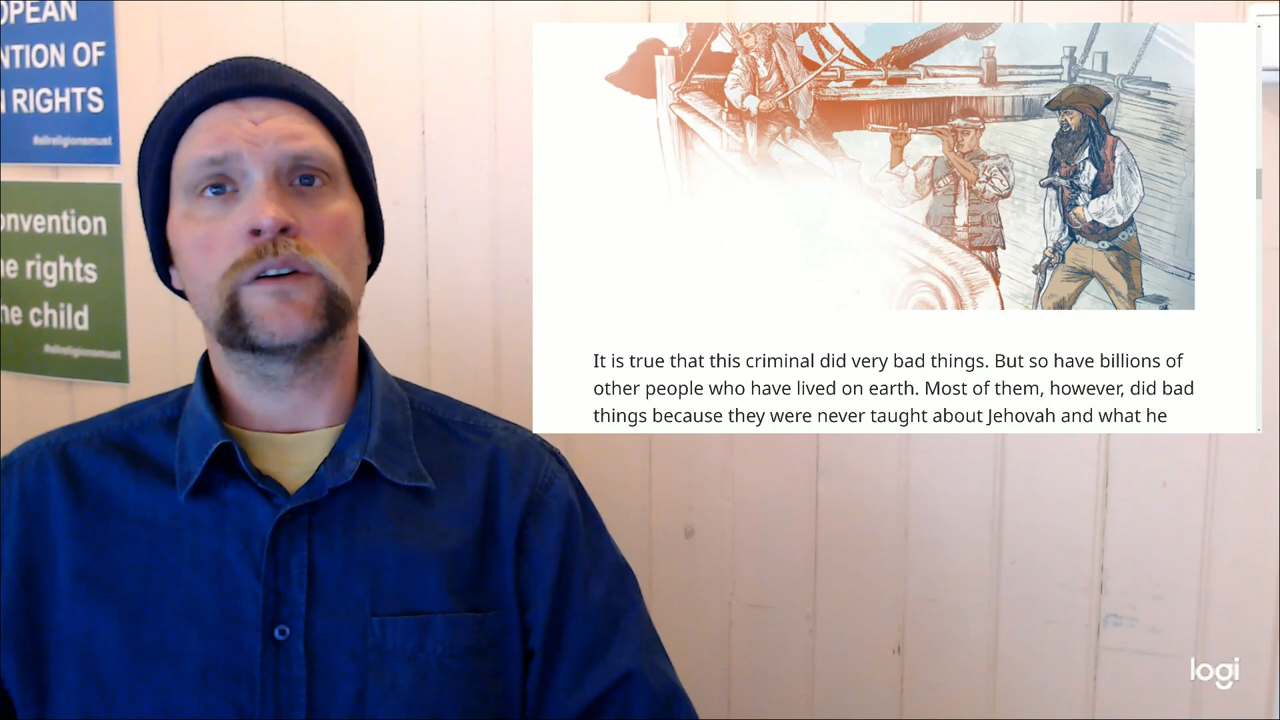 OPEAN
NTION OF
RIGHTS
#allreligionsmust
onvention
he rights
he child
#allreligionsmust
It is true that this criminal did very bad things. But so have billions of
other people who have lived on earth. Most of them, however, did bad
things because they were never taught about Jehovah and what he
logi